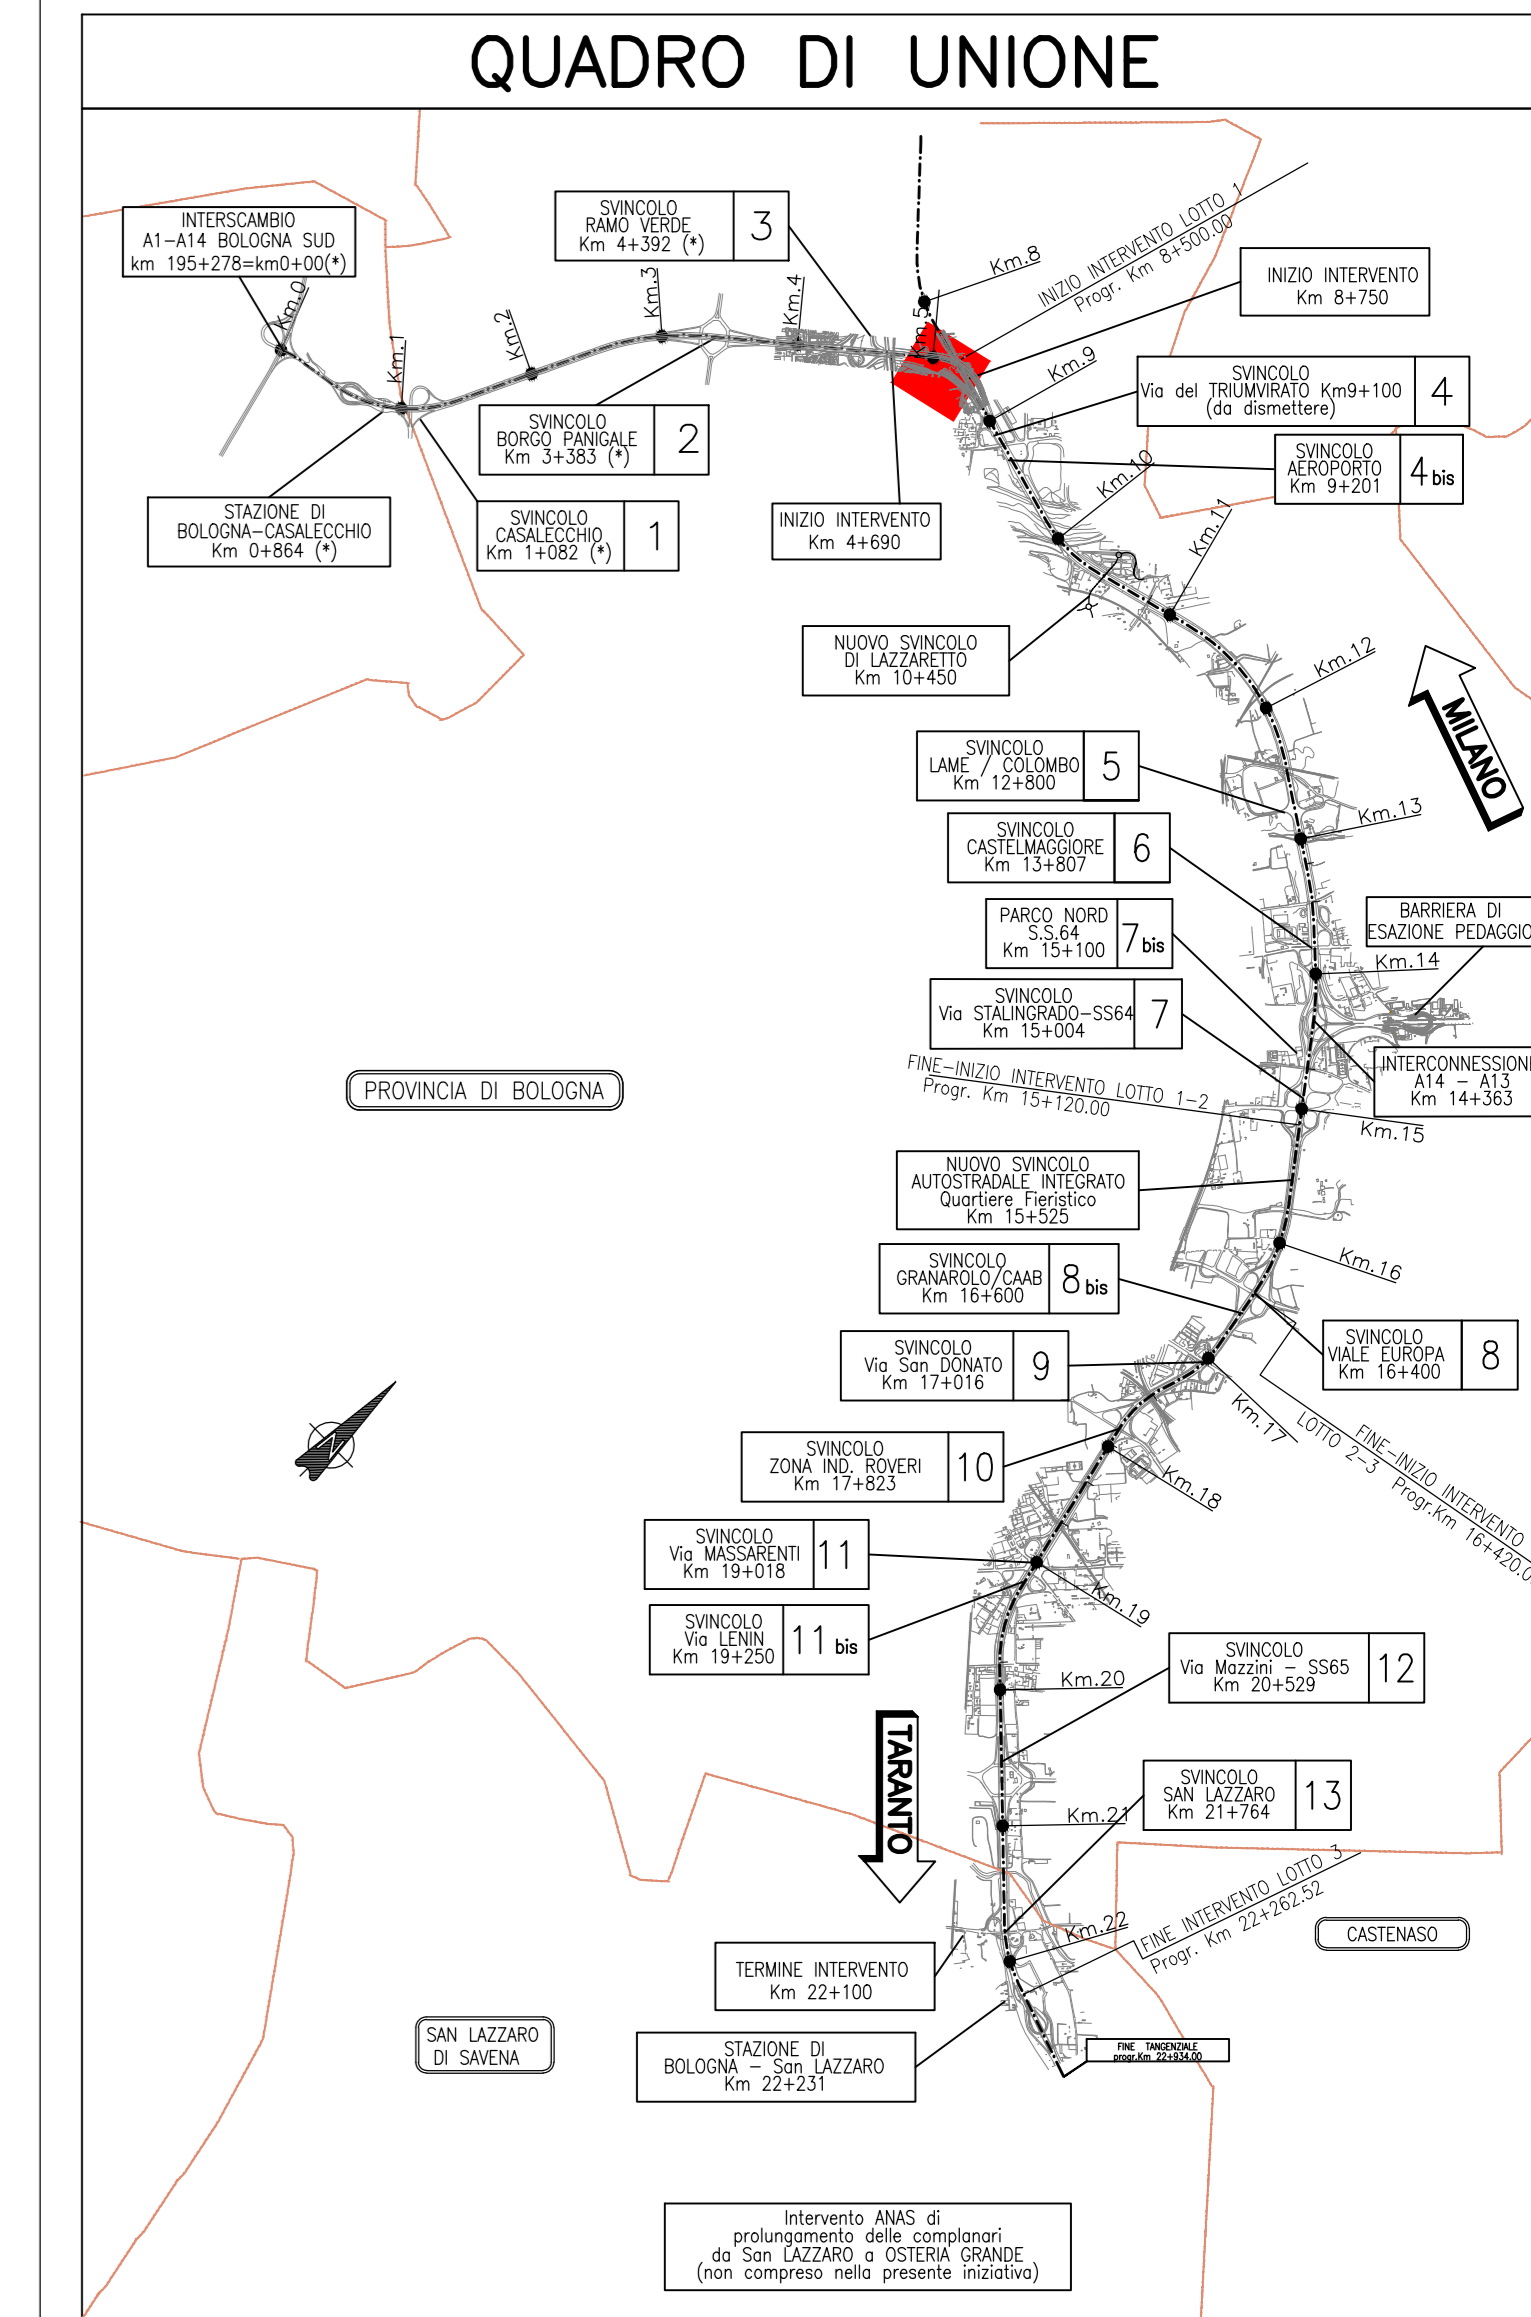 QUADRO DI UNIONE
INTERSCAMBIO
A1-A14 BOLOGNA SUD
km 195+278=km0+00(*)
SVINCOLO
RAMO VERDE
Km 4+392 (*)
3
INIZIO INTERVENTO LOTTO 1
Progr. Km 8+500.00
INIZIO INTERVENTO
Km 8+750
Km.0
Km.1
Km.2
Km.3
Km.4
Km.5
Km.8
Km.9
SVINCOLO
Via del TRIUMVIRATO Km9+100
(da dismettere)
4
SVINCOLO
BORGO PANIGALE
Km 3+383 (*)
2
SVINCOLO
AEROPORTO
Km 9+201
4 bis
STAZIONE DI
BOLOGNA-CASALECCHIO
Km 0+864 (*)
SVINCOLO
CASALECCHIO
Km 1+082 (*)
1
INIZIO INTERVENTO
Km 4+690
Km.10
Km.11
NUOVO SVINCOLO
DI LAZZARETTO
Km 10+450
Km.12
MILANO
SVINCOLO
LAME / COLOMBO
Km 12+800
5
Km.13
SVINCOLO
CASTELMAGGIORE
Km 13+807
6
PARCO NORD
S.S.64
Km 15+100
7 bis
BARRIERA DI
ESAZIONE PEDAGGIO
Km.14
SVINCOLO
Via STALINGRADO-SS64
Km 15+004
7
INTERCONNESSIONE
A14 - A13
Km 14+363
FINE-INIZIO INTERVENTO LOTTO 1-2
Progr. Km 15+120.00
Km.15
PROVINCIA DI BOLOGNA
NUOVO SVINCOLO
AUTOSTRADALE INTEGRATO
Quartiere Fieristico
Km 15+525
Km.16
SVINCOLO
GRANAROLO/CAAB
Km 16+600
8 bis
SVINCOLO
VIALE EUROPA
Km 16+400
8
SVINCOLO
Via San DONATO
Km 17+016
9
Km.17
FINE-INIZIO INTERVENTO
LOTTO 2-3 Progr.Km 16+420.0
SVINCOLO
ZONA IND. ROVERI
Km 17+823
10
Km.18
SVINCOLO
Via MASSARENTI
Km 19+018
11
Km.19
SVINCOLO
Via LENIN
Km 19+250
11 bis
SVINCOLO
Via Mazzini - SS65
Km 20+529
12
Km.20
TARANTO
SVINCOLO
SAN LAZZARO
Km 21+764
13
Km.21
FINE INTERVENTO LOTTO 3
Progr. Km 22+262.52
Km.22
CASTENASO
TERMINE INTERVENTO
Km 22+100
SAN LAZZARO
DI SAVENA
STAZIONE DI
BOLOGNA - San LAZZARO
Km 22+231
FINE TANGENZIALE
progr.Km 22+934.00
Intervento ANAS di
prolungamento delle complanari
da San LAZZARO a OSTERIA GRANDE
(non compreso nella presente iniziativa)